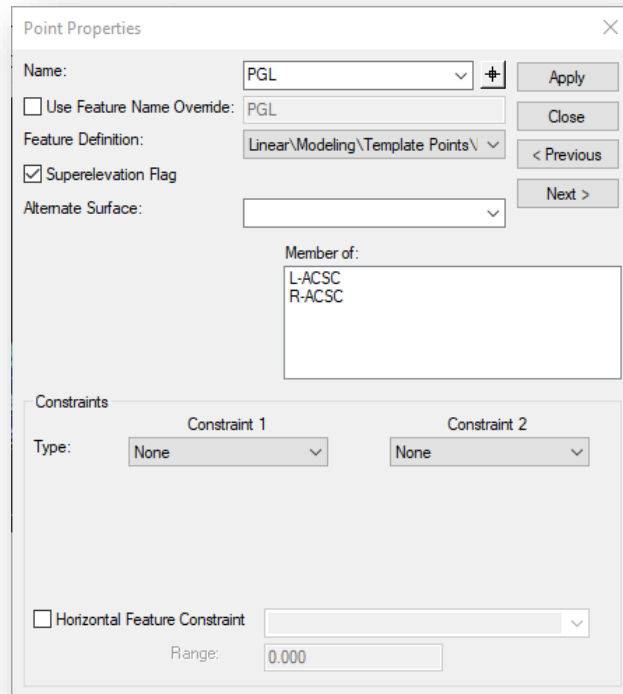 Point Properties
Name: PGL Apply
Use Feature Name Override: PGL Close
Feature Definition: Linear\Modeling\Template Points\ < Previous
Superelevation Flag
Next >
Alternate Surface:
Member of:
L-ACSC
R-ACSC
Constraints
Constraint 1 Constraint 2
Type: None None
Horizontal Feature Constraint
Range: 0.000